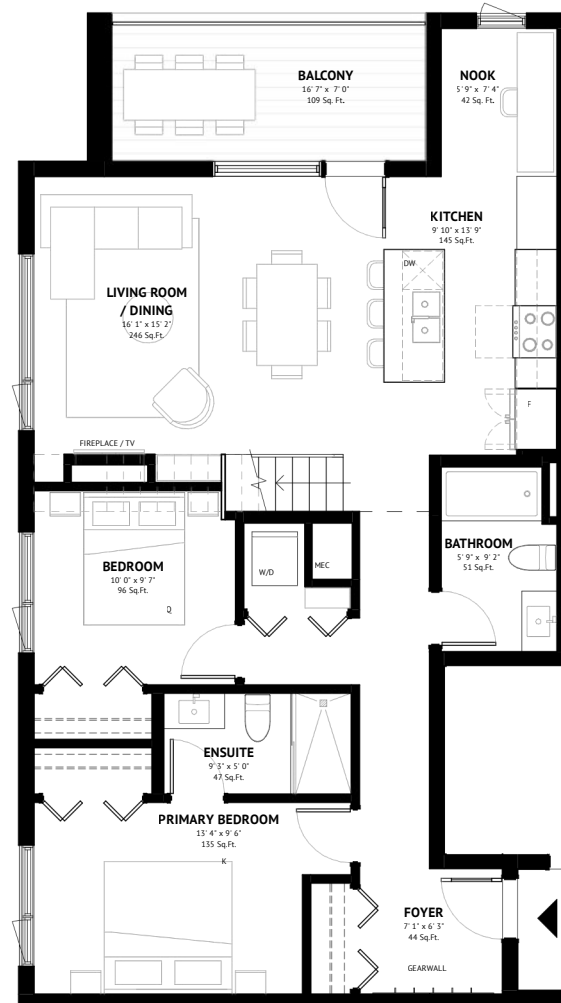 BALCONY
16' 7" x 7' 0"
109 Sq. Ft.
NOOK
5' 9" x 7' 4"
42 Sq. Ft.
KITCHEN
9' 10" x 13' 9"
145 Sq.Ft.
DW
LIVING ROOM
/ DINING
16' 1" x 15' 2"
246 Sq.Ft.
F
FIREPLACE / TV
BEDROOM
10' 0" x 9' 7"
96 Sq.Ft.
Q
W/D
MEC
BATHROOM
5' 9" x 9' 2"
51 Sq.Ft.
ENSUITE
9' 3" x 5' 0"
47 Sq.Ft.
PRIMARY BEDROOM
13' 4" x 9' 6"
135 Sq.Ft.
K
FOYER
7' 1" x 6' 3"
44 Sq.Ft.
GEARWALL